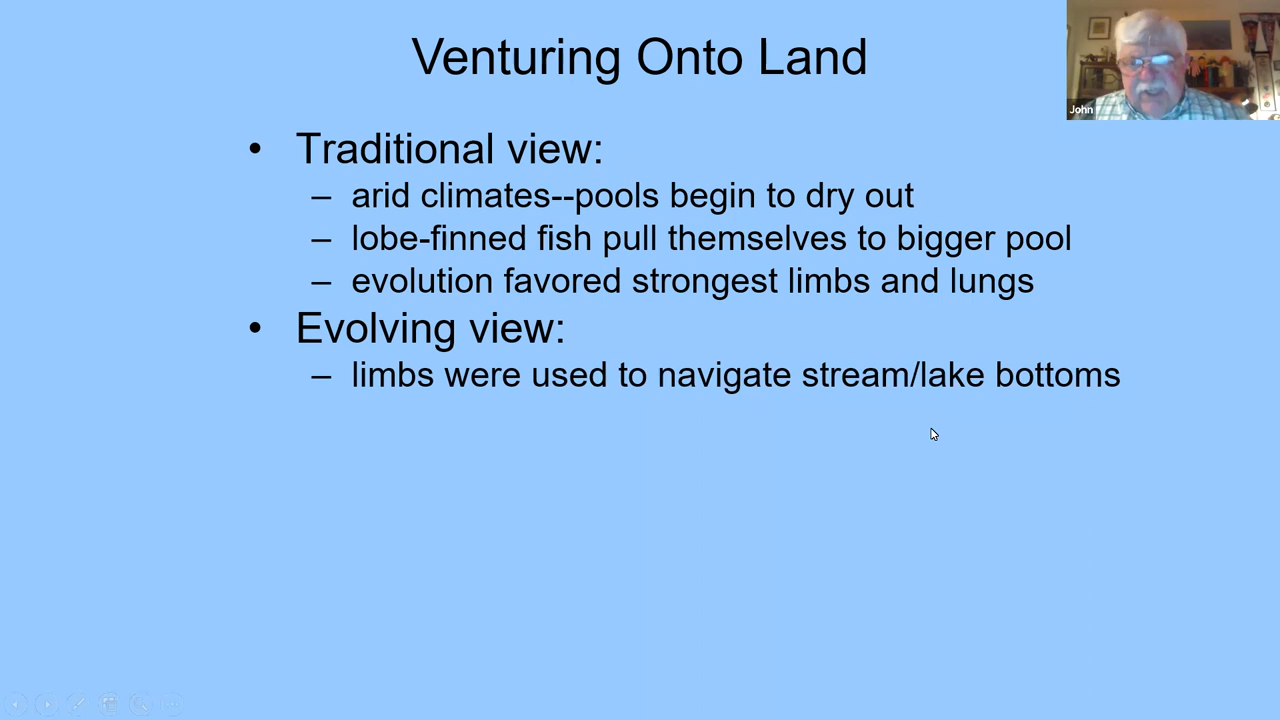 Venturing Onto Land
John
• Traditional view:
– arid climates--pools begin to dry out
– lobe-finned fish pull themselves to bigger pool
– evolution favored strongest limbs and lungs
• Evolving view:
– limbs were used to navigate stream/lake bottoms